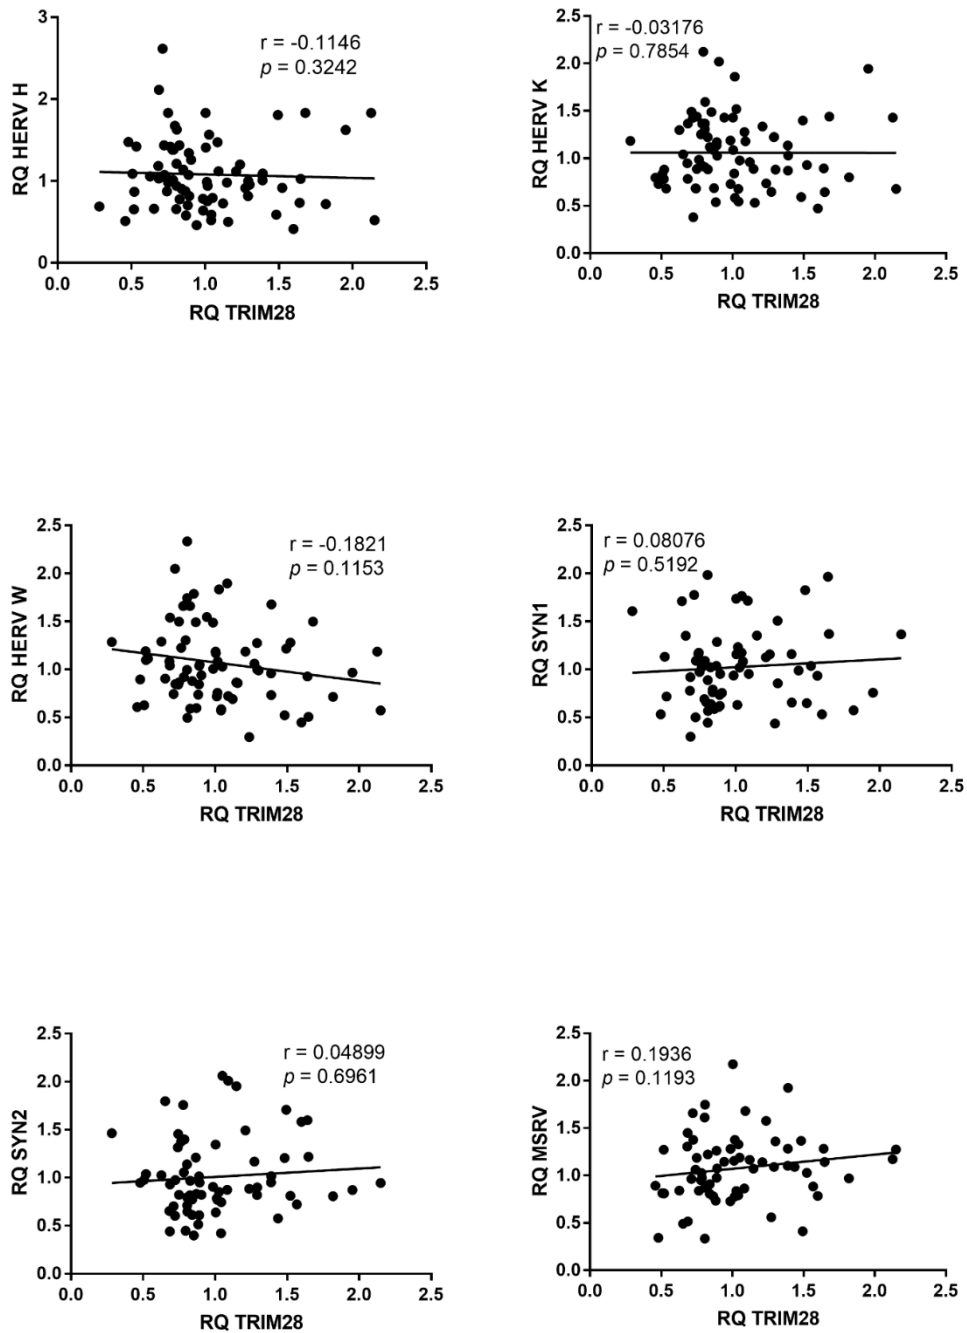 r = -0.1146
p = 0.3242
RQ HERV H
3
2
1
0
0.0 0.5 1.0 1.5 2.0 2.5
RQ TRIM28
r = -0.03176
p = 0.7854
RQ HERV K
2.5
2.0
1.5
1.0
0.5
0.0
0.0 0.5 1.0 1.5 2.0 2.5
RQ TRIM28
r = -0.1821
p = 0.1153
RQ HERV W
2.5
2.0
1.5
1.0
0.5
0.0
0.0 0.5 1.0 1.5 2.0 2.5
RQ TRIM28
r = 0.08076
p = 0.5192
RQ SYN1
2.5
2.0
1.5
1.0
0.5
0.0
0.0 0.5 1.0 1.5 2.0 2.5
RQ TRIM28
r = 0.04899
p = 0.6961
RQ SYN2
2.5
2.0
1.5
1.0
0.5
0.0
0.0 0.5 1.0 1.5 2.0 2.5
RQ TRIM28
r = 0.1936
p = 0.1193
RQ MSRV
2.5
2.0
1.5
1.0
0.5
0.0
0.0 0.5 1.0 1.5 2.0 2.5
RQ TRIM28